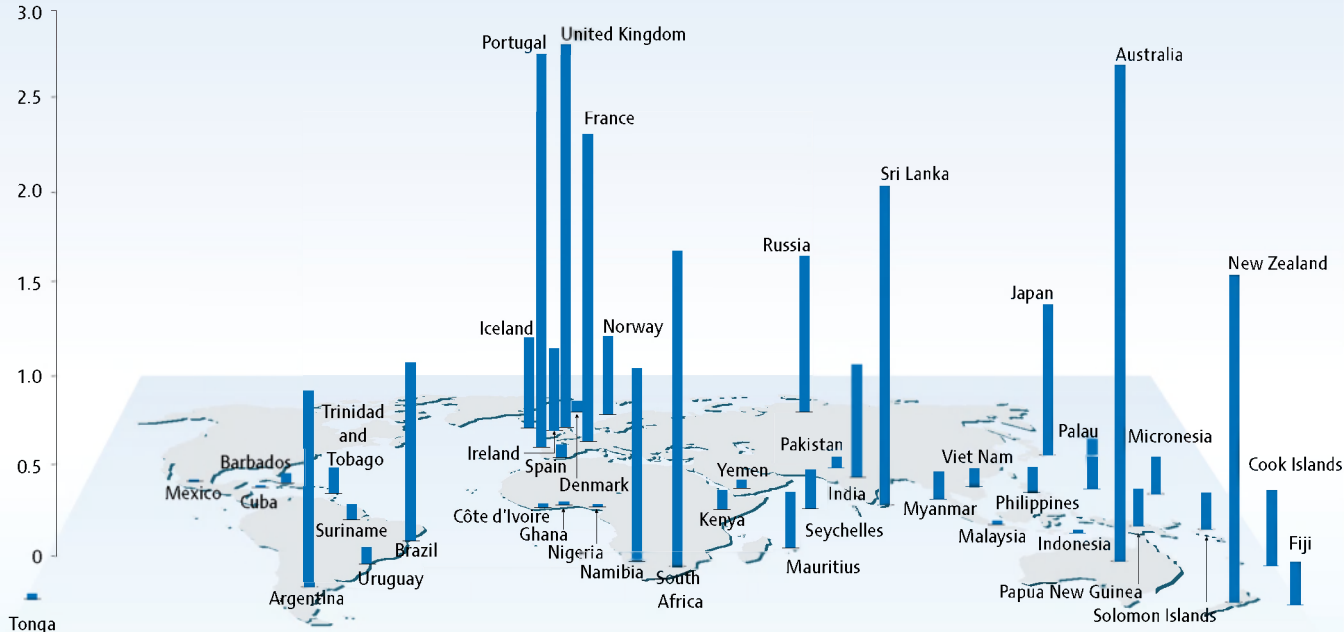 3.0
2.5
2.0
1.5
1.0
0.5
0
Portugal
United Kingdom
Australia
France
Sri Lanka
Russia
New Zealand
Japan
Iceland
Norway
Trinidad
and
Tobago
Barbados
Mexico
Cuba
Suriname
Brazil
Uruguay
Argentina
Tonga
Ireland
Spain
Denmark
Côte d'Ivoire
Ghana
Nigeria
Namibia
South
Africa
Kenya
Yemen
Pakistan
India
Seychelles
Mauritius
Myanmar
Viet Nam
Malaysia
Philippines
Indonesia
Palau
Micronesia
Papua New Guinea
Solomon Islands
Cook Islands
Fiji